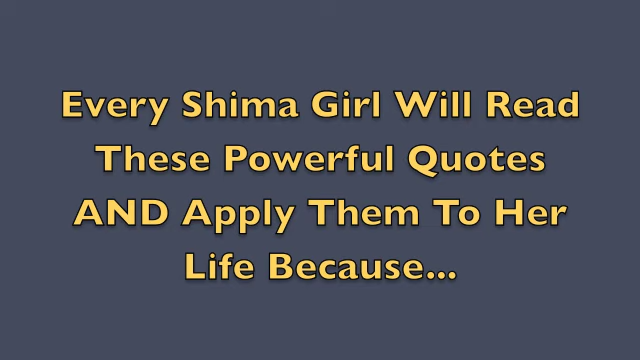 Every Shima Girl Will Read
These Powerful Quotes
AND Apply Them To Her
Life Because...